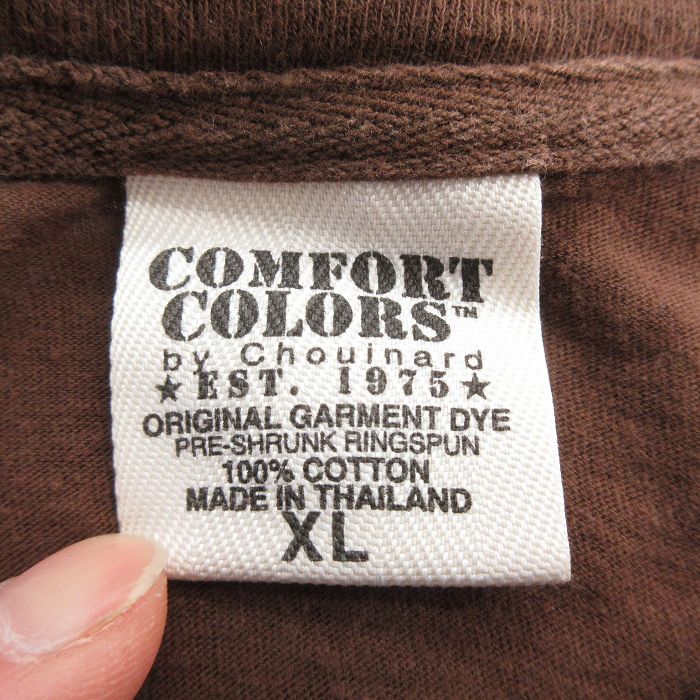 COMFORT
COLORS™
by Chouinard
★EST. 1975★
ORIGINAL GARMENT DYE
PRE-SHRUNK RINGSPUN
100% COTTON
MADE IN THAILAND
XL